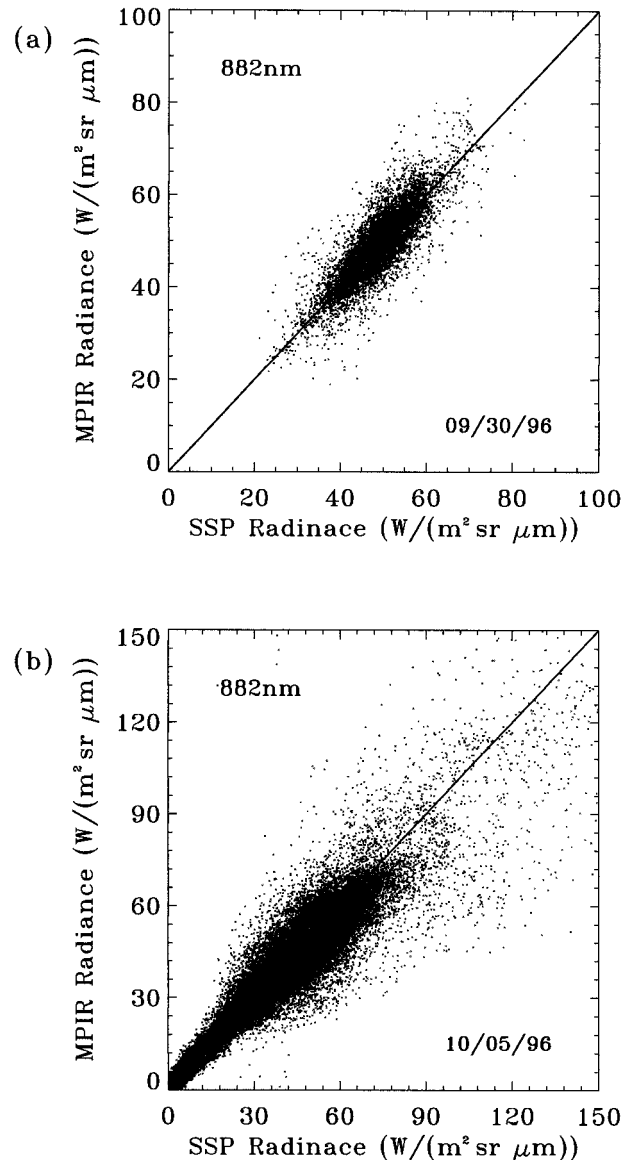 (a)
100
80
60
40
20
0
MPIR Radiance (W/(m² sr μm))
882nm
09/30/96
0 20 40 60 80 100
SSP Radinace (W/(m² sr μm))
(b)
150
120
90
60
30
0
MPIR Radiance (W/(m² sr μm))
882nm
10/05/96
0 30 60 90 120 150
SSP Radinace (W/(m² sr μm))